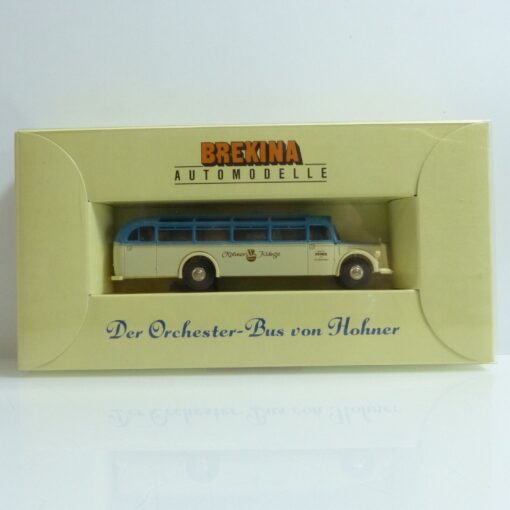 BREKINA
AUTOMODELLE
Hohner Klänge
Der Orchester-Bus von Hohner